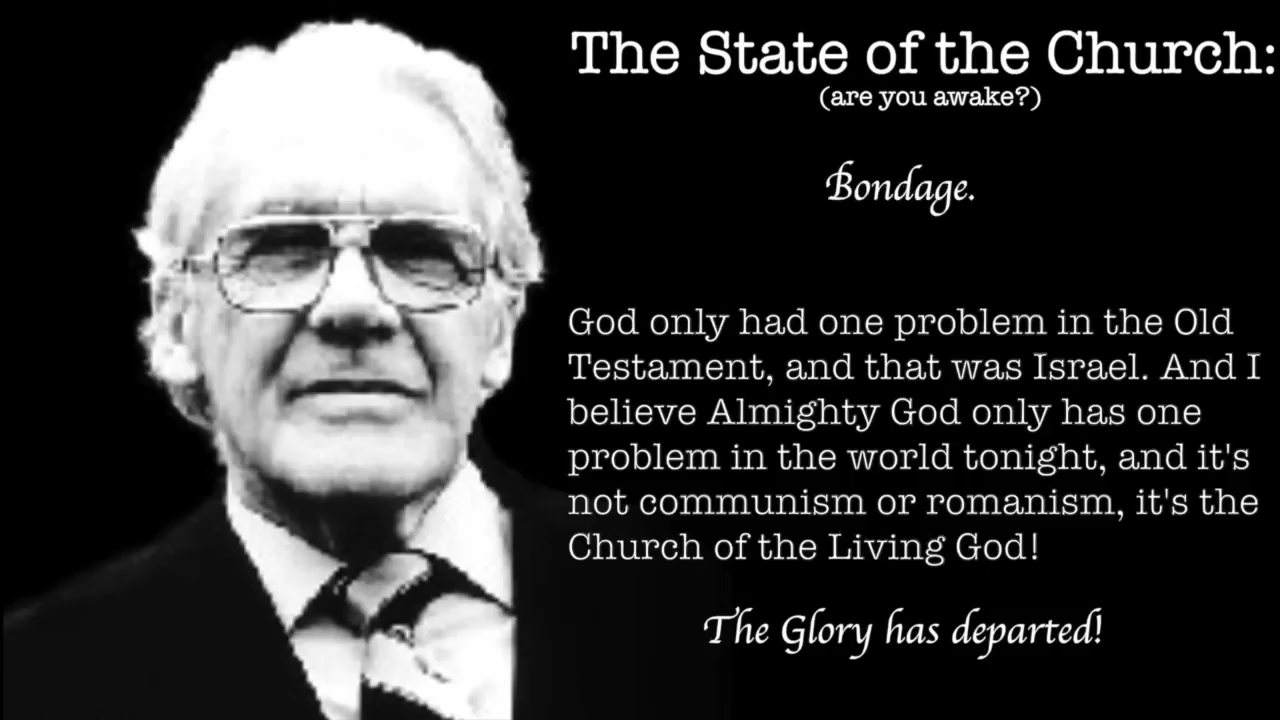 The State of the Church:
(are you awake?)
Bondage.
God only had one problem in the Old
Testament, and that was Israel. And I
believe Almighty God only has one
problem in the world tonight, and it's
not communism or romanism, it's the
Church of the Living God!
The Glory has departed!